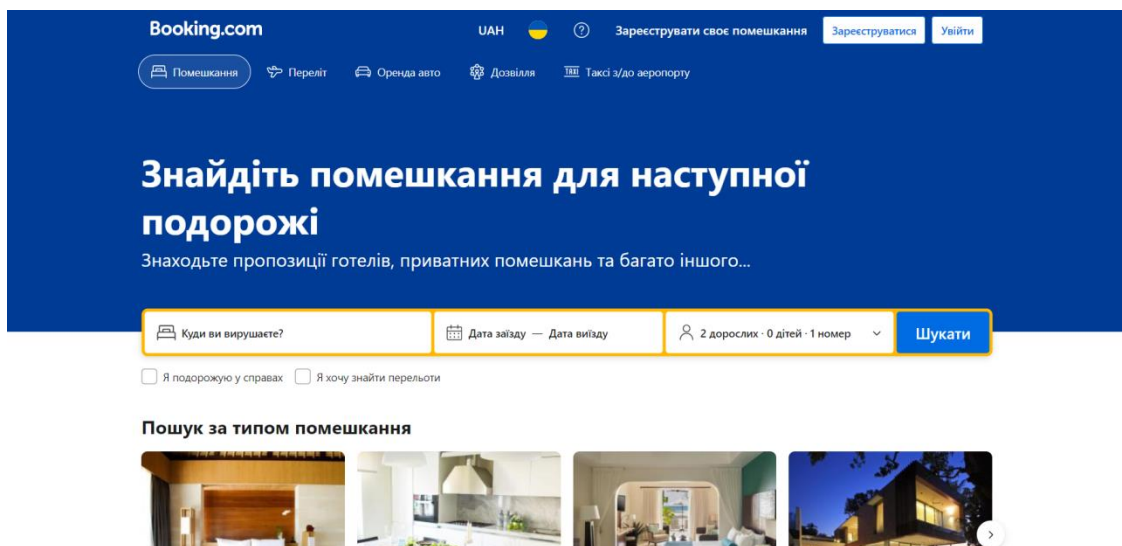 Booking.com
UAH
Зареєструвати своє помешкання
Зареєструватися
Увійти
Помешкання
Переліт
Оренда авто
Дозвілля
TAXI Таксі з/до аеропорту
Знайдіть помешкання для наступної
подорожі
Знаходьте пропозиції готелів, приватних помешкань та багато іншого...
Куди ви вирушаєте?
Дата заїзду — Дата виїзду
2 дорослих · 0 дітей · 1 номер
Шукати
Я подорожую у справах
Я хочу знайти перельоти
Пошук за типом помешкання